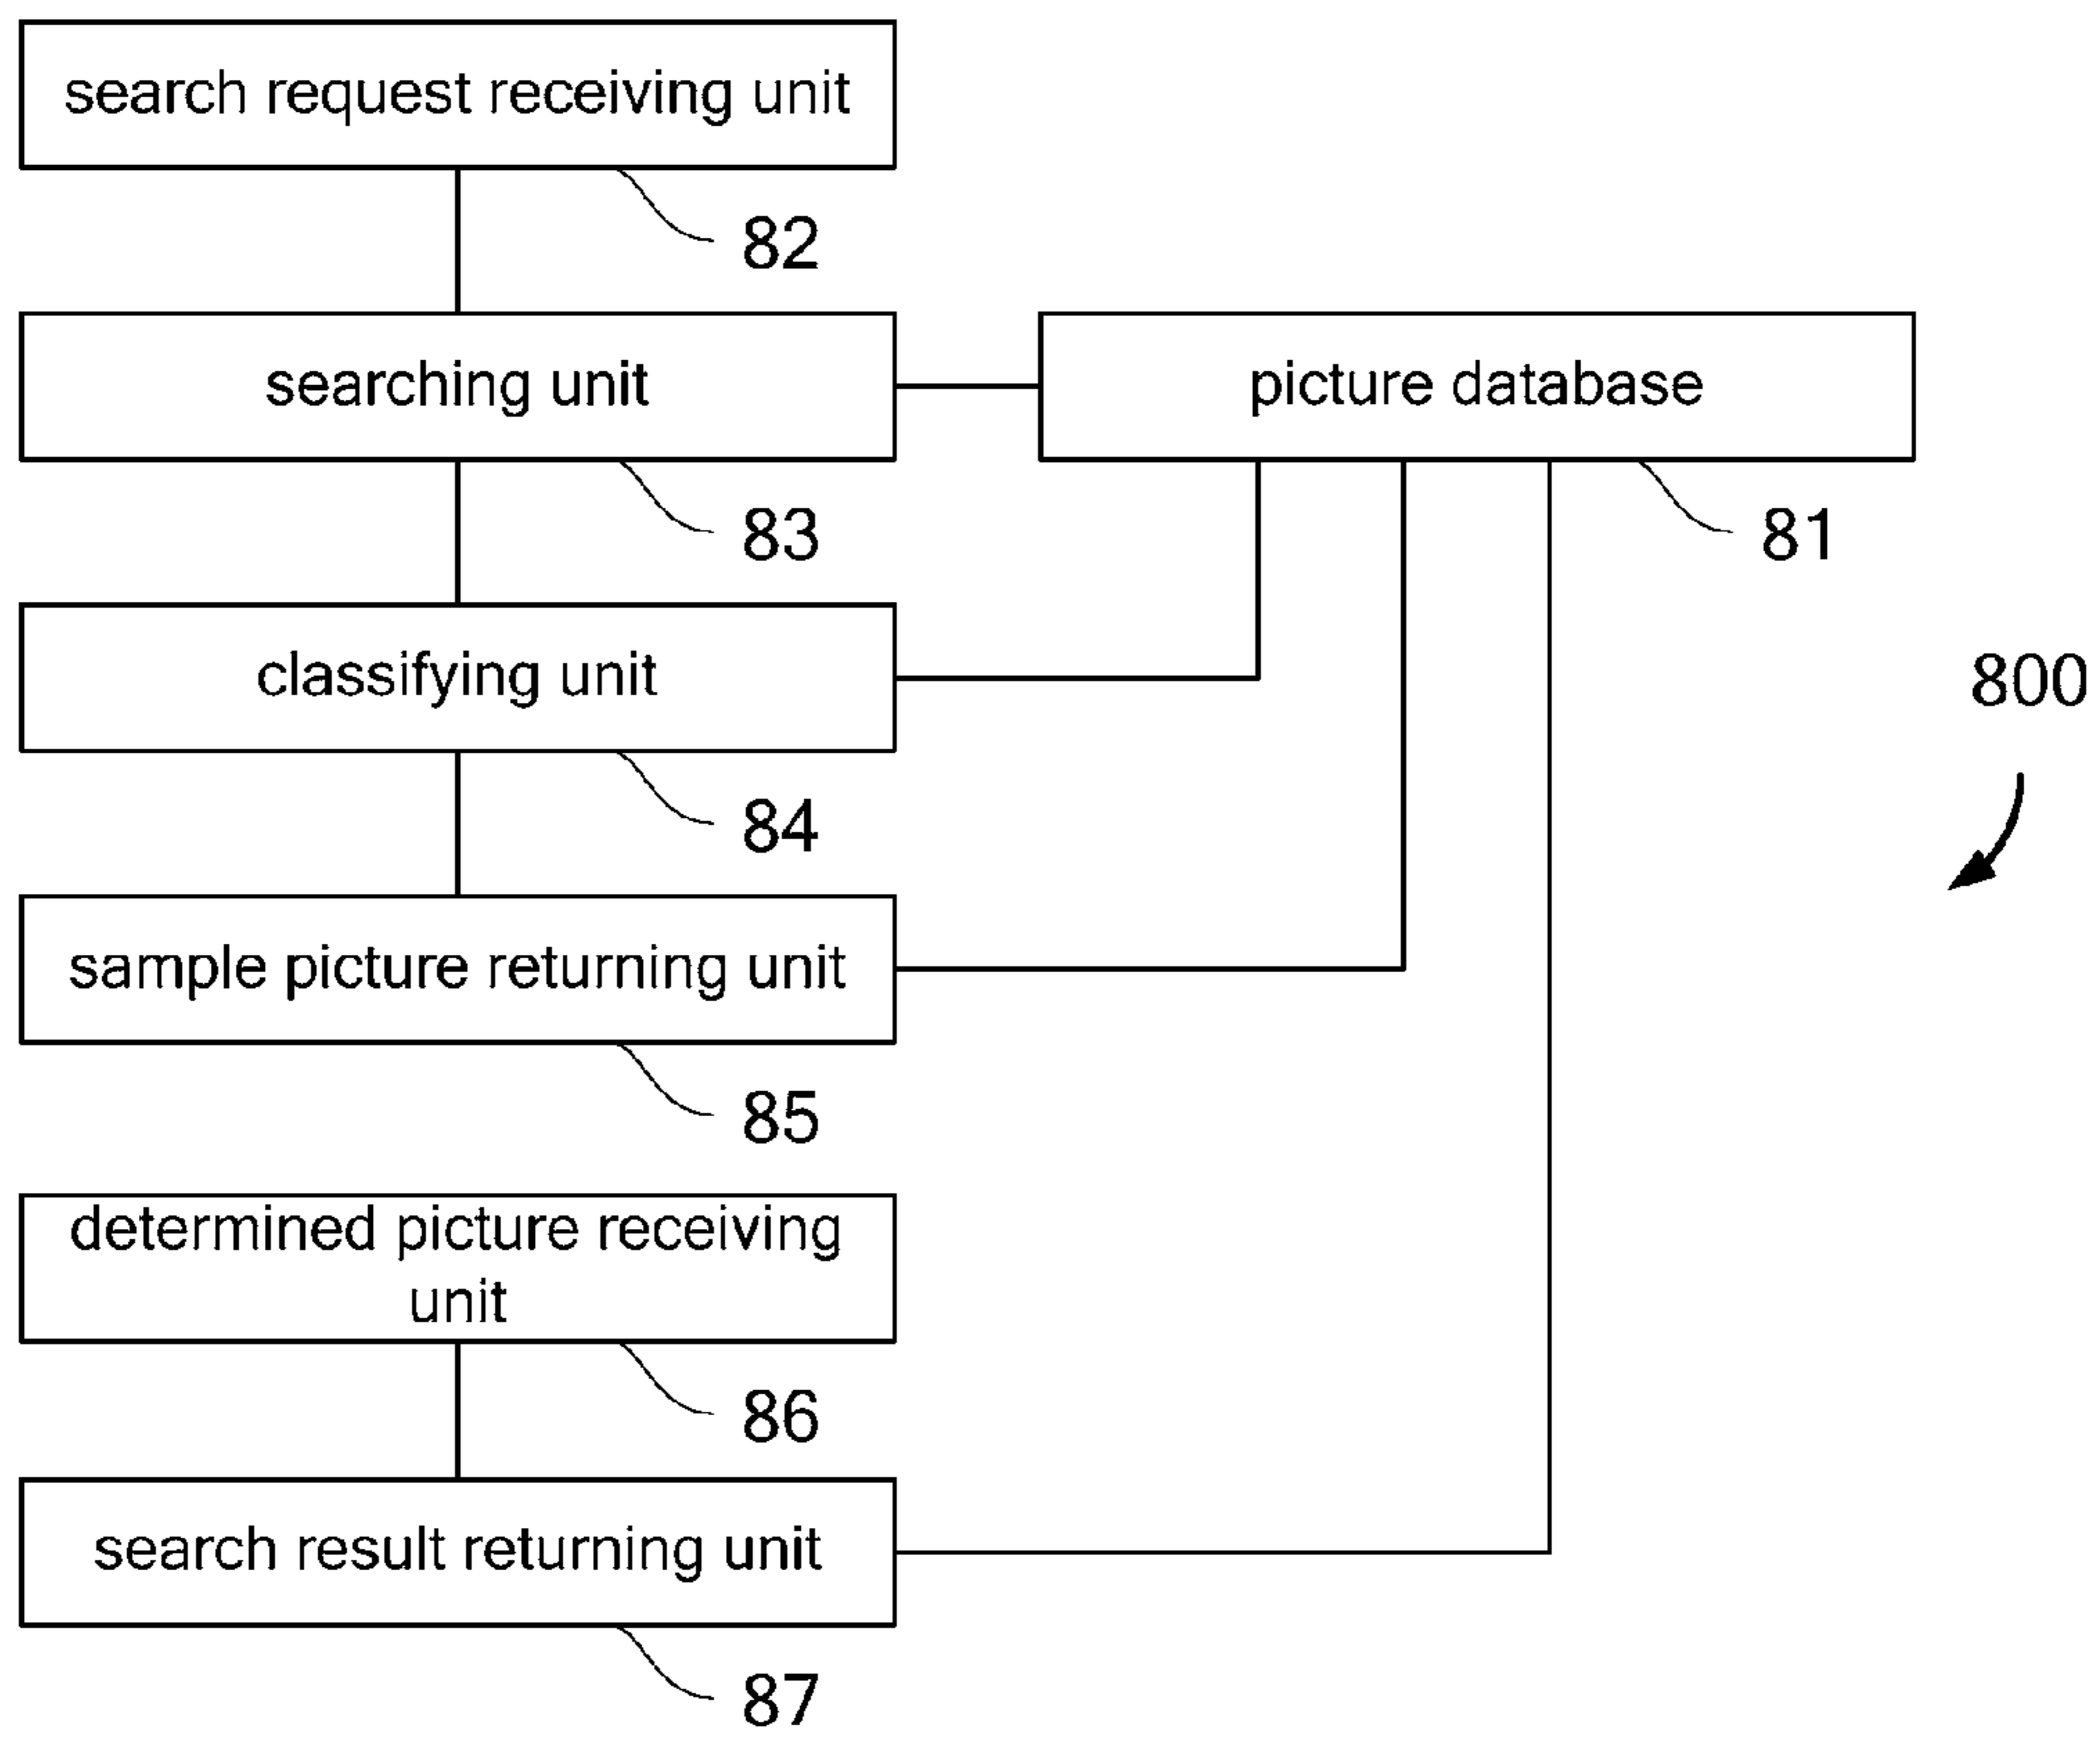 search request receiving unit
82
searching unit
picture database
83
81
classifying unit
800
84
sample picture returning unit
85
determined picture receiving
unit
86
search result returning unit
87